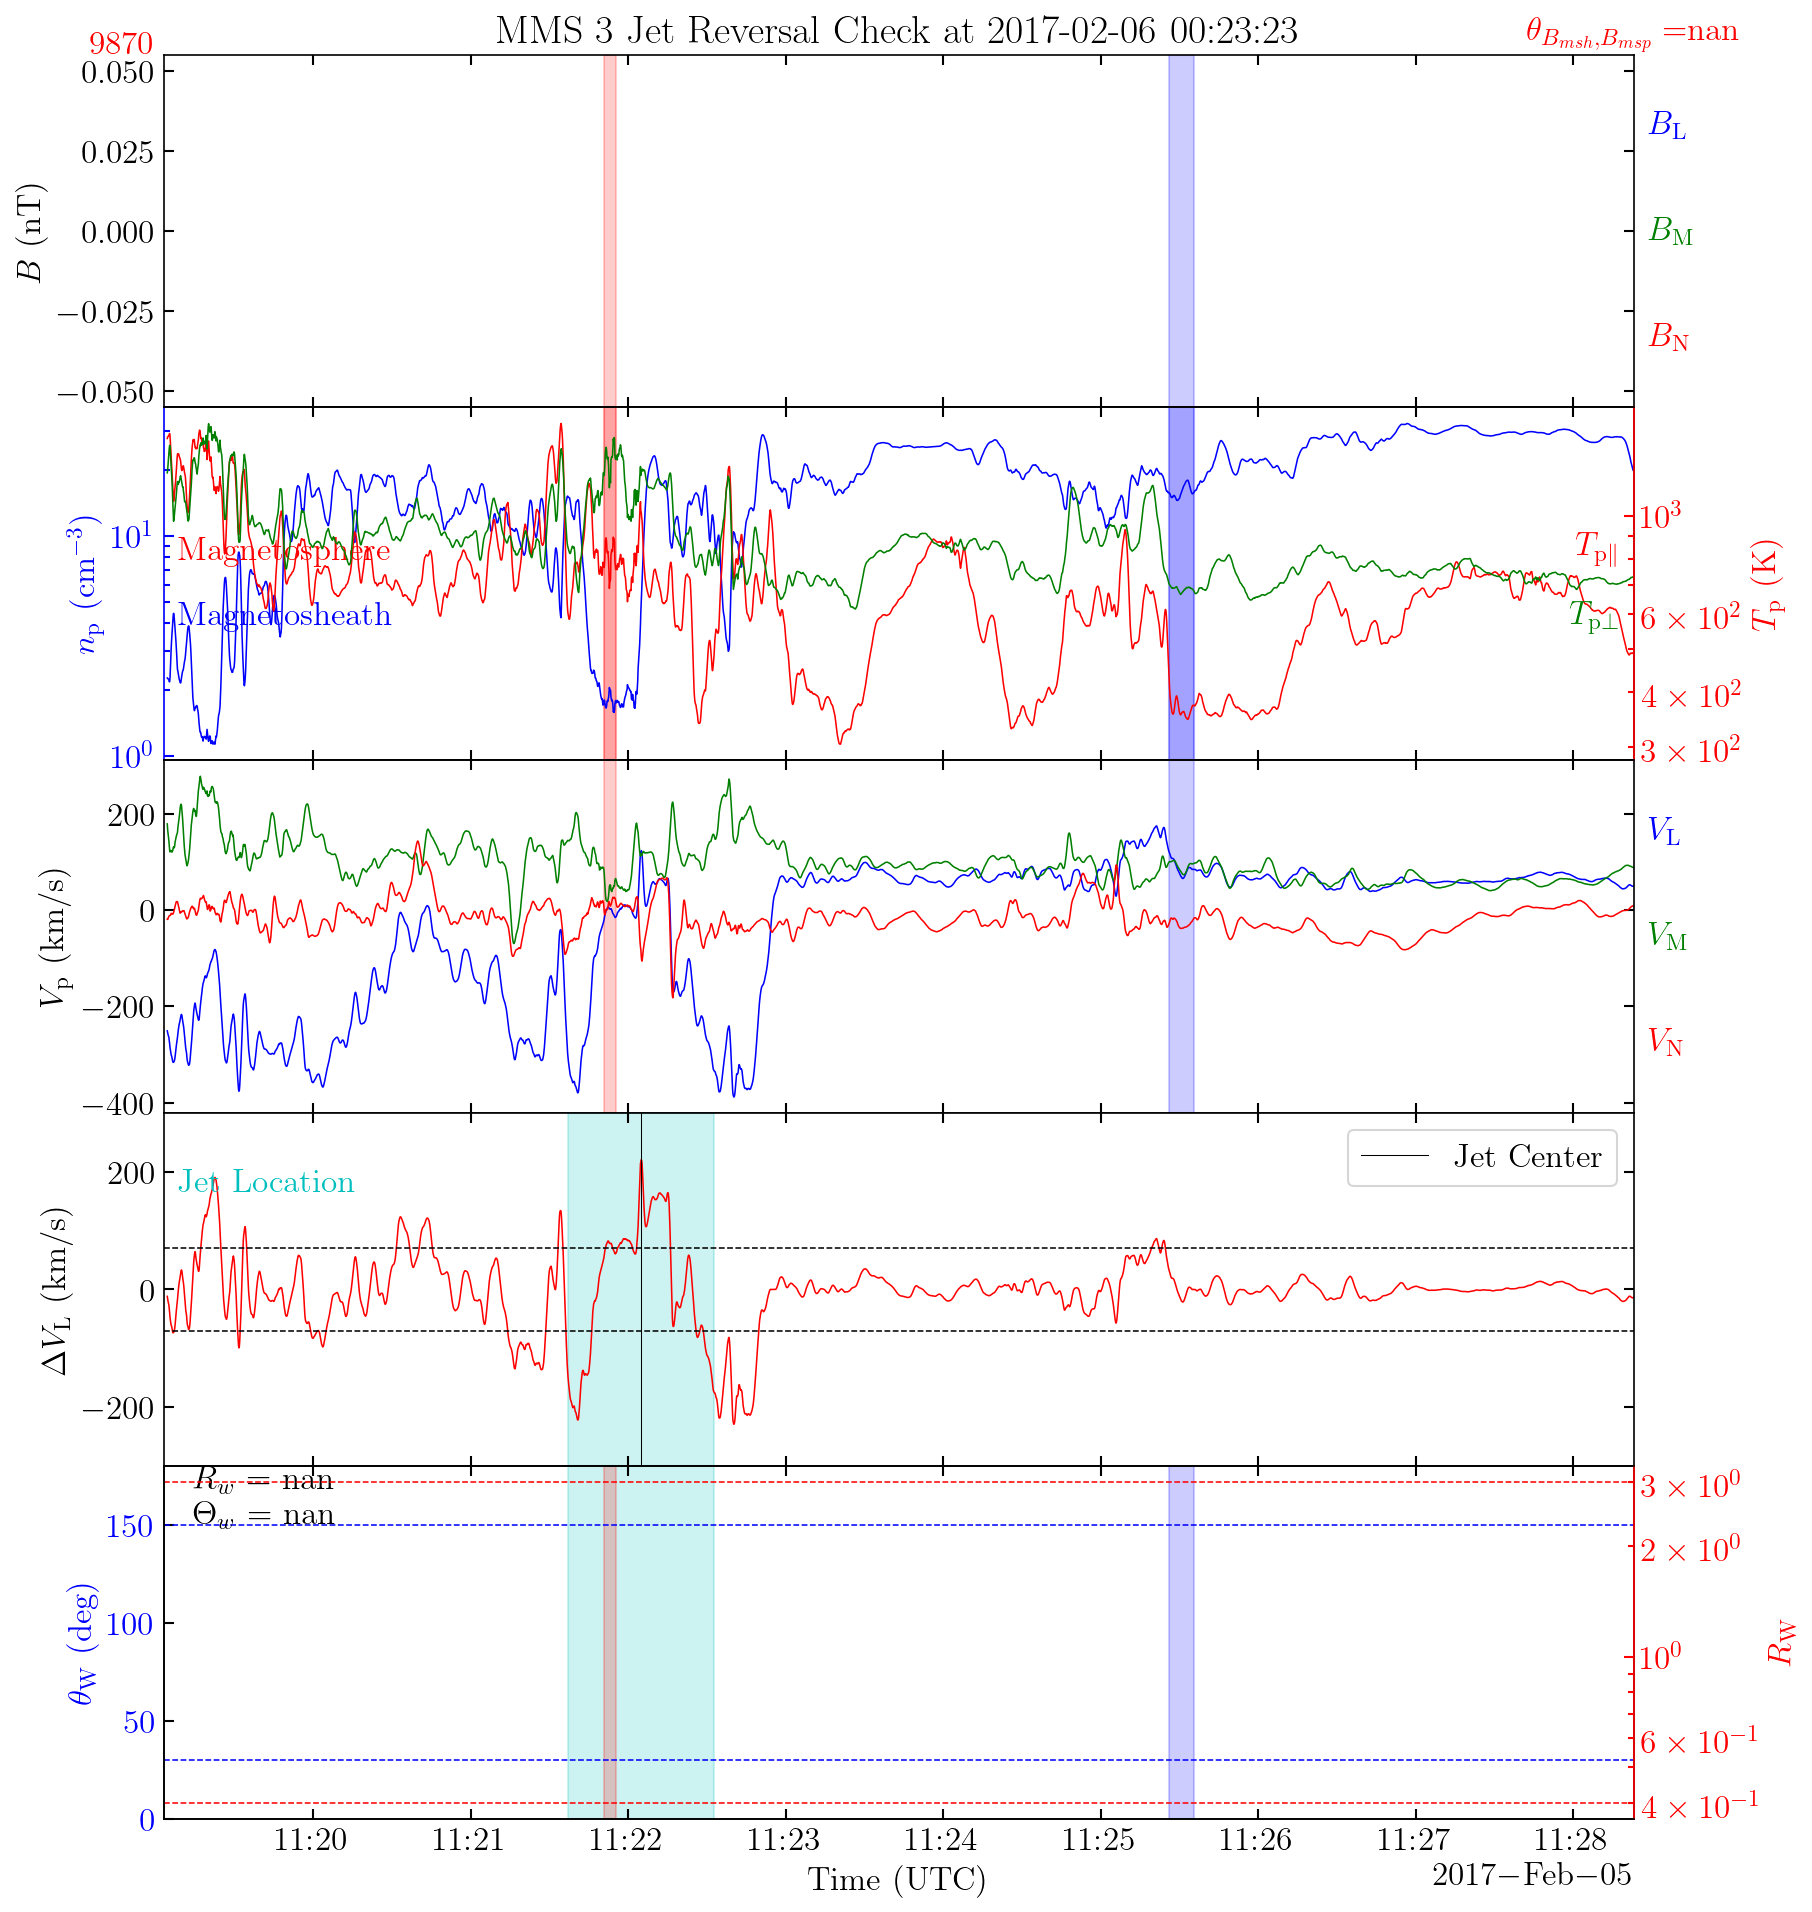 MMS 3 Jet Reversal Check at 2017-02-06 00:23:23
9870
θ_{B_{msh},B_{msp}} =nan
0.050
0.025
0.000
−0.025
−0.050
B (nT)
B_L
B_M
B_N
10^1
10^0
n_p (cm^{−3})
Magnetosphere
Magnetosheath
T_{p∥}
T_{p⊥}
10^3
6 × 10^2
4 × 10^2
3 × 10^2
T_p (K)
200
0
−200
−400
V_p (km/s)
V_L
V_M
V_N
200
0
−200
ΔV_L (km/s)
Jet Location
Jet Center
R_w = nan
Θ_w = nan
150
100
50
0
θ_W (deg)
3 × 10^0
2 × 10^0
10^0
6 × 10^{−1}
4 × 10^{−1}
R_W
11:20 11:21 11:22 11:23 11:24 11:25 11:26 11:27 11:28
Time (UTC)
2017−Feb−05